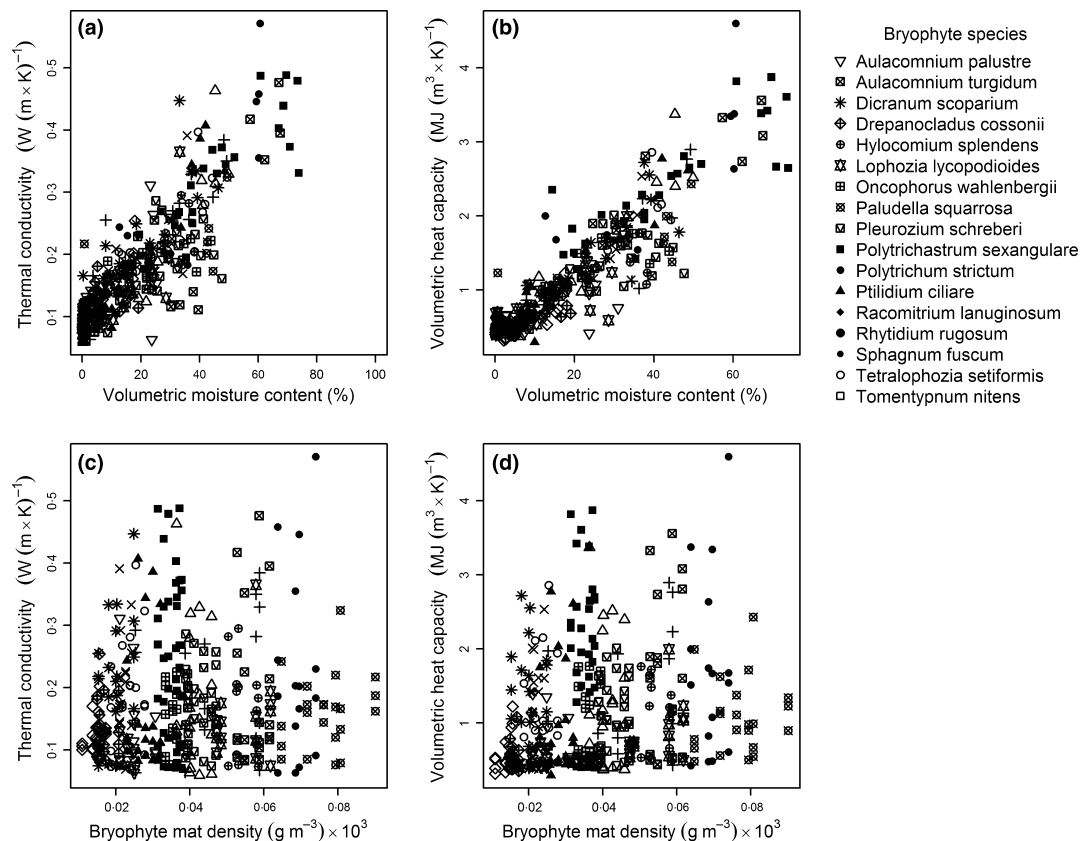 (a)
Thermal conductivity (W (m × K)⁻¹)
0·1
0·2
0·3
0·4
0·5
0
20
40
60
80
100
Volumetric moisture content (%)
(b)
Volumetric heat capacity (MJ (m³ × K)⁻¹)
1
2
3
4
0
20
40
60
Volumetric moisture content (%)
Bryophyte species
Aulacomnium palustre
Aulacomnium turgidum
Dicranum scoparium
Drepanocladus cossonii
Hylocomium splendens
Lophozia lycopodioides
Oncophorus wahlenbergii
Paludella squarrosa
Pleurozium schreberi
Polytrichastrum sexangulare
Polytrichum strictum
Ptilidium ciliare
Racomitrium lanuginosum
Rhytidium rugosum
Sphagnum fuscum
Tetralophozia setiformis
Tomentypnum nitens
(c)
Thermal conductivity (W (m × K)⁻¹)
0·1
0·2
0·3
0·4
0·5
0·02
0·04
0·06
0·08
Bryophyte mat density (g m⁻³) × 10³
(d)
Volumetric heat capacity (MJ (m³ × K)⁻¹)
1
2
3
4
0·02
0·04
0·06
0·08
Bryophyte mat density (g m⁻³) × 10³